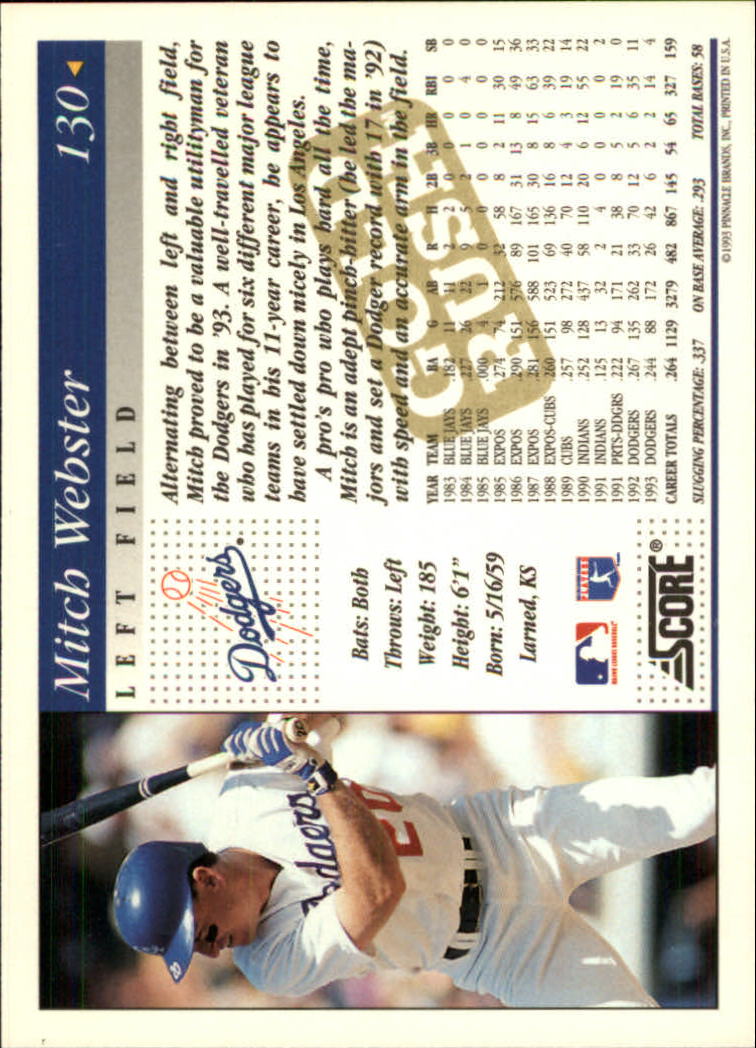 Mitch Webster 130
LEFT FIELD
Dodgers
Bats: Both
Throws: Left
Weight: 185
Height: 6'1"
Born: 5/16/59
Larned, KS
SCORE®
Alternating between left and right field,
Mitch proved to be a valuable utilityman for
the Dodgers in '93. A well-travelled veteran
who has played for six different major league
teams in his 11-year career, he appears to
have settled down nicely in Los Angeles.
A pro's pro who plays hard all the time,
Mitch is an adept pinch-hitter (he led the ma-
jors and set a Dodger record with 17 in '92)
with speed and an accurate arm in the field.
GOLD RUSH
YEAR TEAM BA G AB R H 2B 3B HR RBI SB
1983 BLUE JAYS .182 11 11 2 2 0 0 0 0 0
1984 BLUE JAYS .227 26 22 9 5 2 1 0 4 0
1985 BLUE JAYS .000 4 1 0 0 0 0 0 0 0
1985 EXPOS .274 74 212 32 58 8 2 11 30 15
1986 EXPOS .290 151 576 89 167 31 13 8 49 36
1987 EXPOS .281 156 588 101 165 30 8 15 63 33
1988 EXPOS-CUBS .260 151 523 69 136 16 8 6 39 22
1989 CUBS .257 98 272 40 70 12 4 3 19 14
1990 INDIANS .252 128 437 58 110 20 6 12 55 22
1991 INDIANS .125 13 32 2 4 0 0 0 0 2
1991 PRTS-DDGRS .222 94 171 21 38 8 5 2 19 0
1992 DODGERS .267 135 262 33 70 12 5 6 35 11
1993 DODGERS .244 88 172 26 42 6 2 2 14 4
CAREER TOTALS .264 1129 3279 482 867 145 54 65 327 159
SLUGGING PERCENTAGE: .337 ON BASE AVERAGE: .293 TOTAL BASES: 58
©1993 PINNACLE BRANDS, INC., PRINTED IN U.S.A.
Dodgers
20